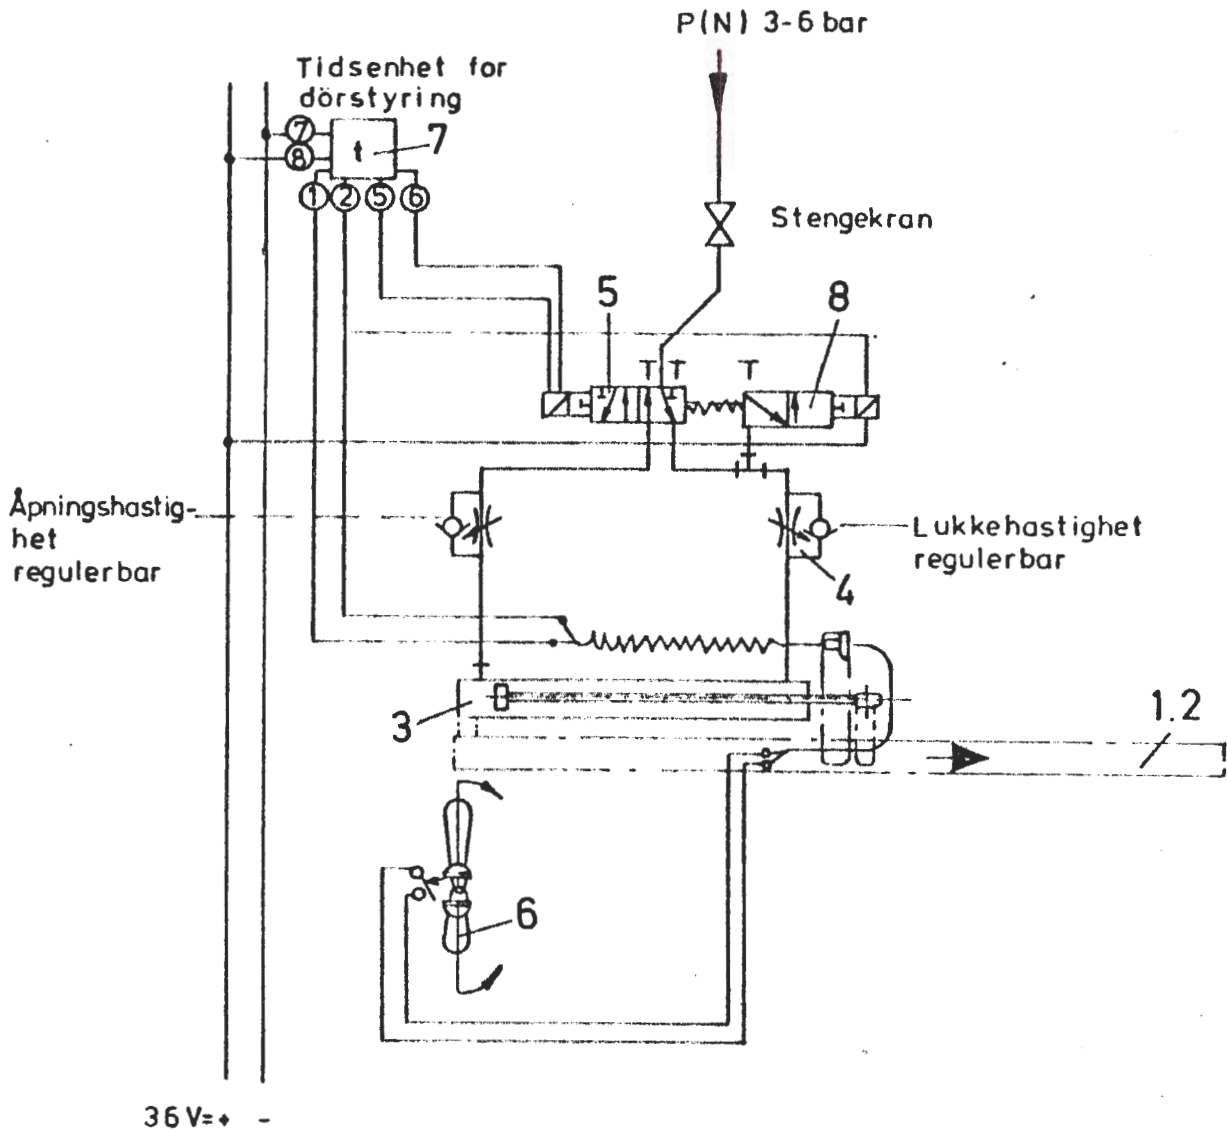 P(N) 3-6 bar
Tidsenhet for
dörstyring
7
8
t
7
1 2 5 6
Stengekran
5
8
T T T
Åpningshastig-
het
regulerbar
Lukkehastighet
regulerbar
4
3
1.2
6
36V=+ -